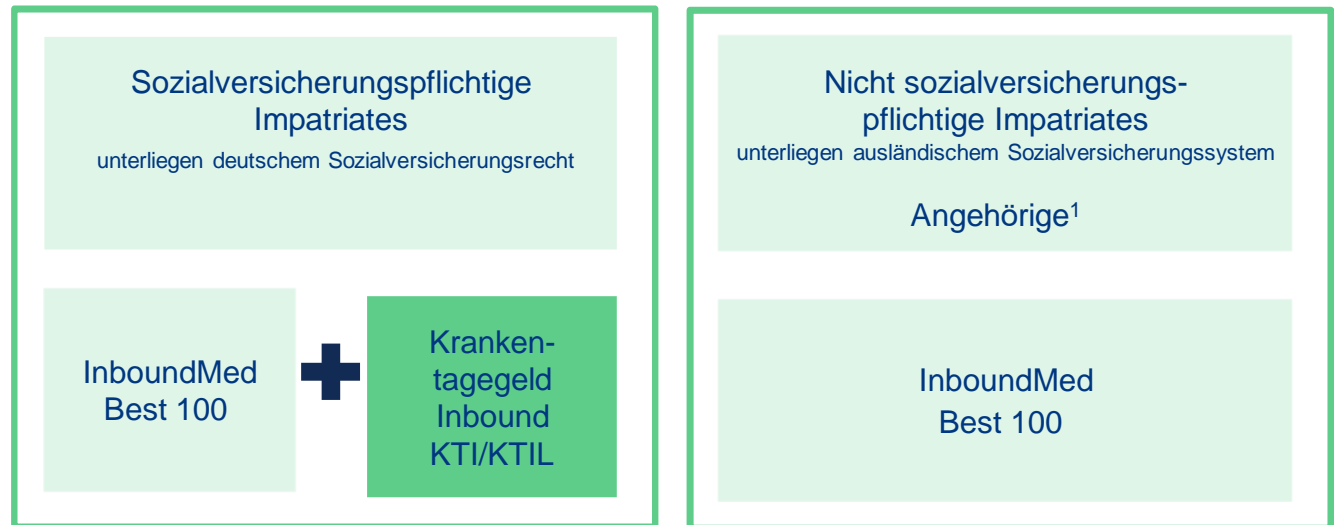 Sozialversicherungspflichtige
Impatriates
unterliegen deutschem Sozialversicherungsrecht
InboundMed
Best 100
Kranken-
tagegeld
Inbound
KTI/KTIL
Nicht sozialversicherungs-
pflichtige Impatriates
unterliegen ausländischem Sozialversicherungssystem
Angehörige¹
InboundMed
Best 100